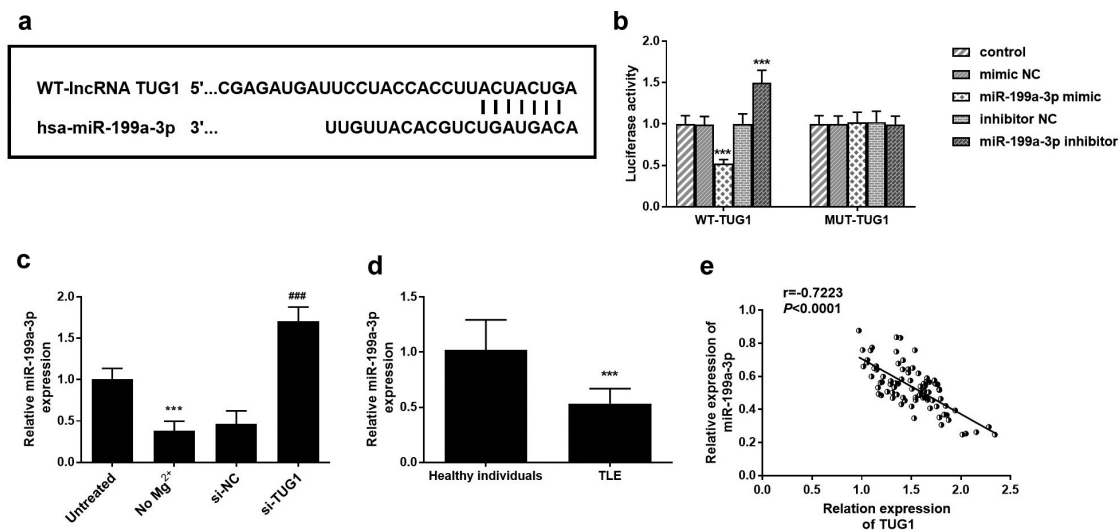 a
WT-lncRNA TUG1 5'...CGAGAUGAUUCCUACCACCUUACUACUGA
hsa-miR-199a-3p 3'... UUGUUACACGUCUGAUGACA
b
Luciferase activity
2.0
1.5
1.0
0.5
0.0
***
***
WT-TUG1 MUT-TUG1
control
mimic NC
miR-199a-3p mimic
inhibitor NC
miR-199a-3p inhibitor
c
Relative miR-199a-3p
expression
2.0
1.5
1.0
0.5
0.0
***
###
Untreated
No Mg2+
si-NC
si-TUG1
d
Relative miR-199a-3p
expression
1.5
1.0
0.5
0.0
***
Healthy individuals TLE
e
r=-0.7223
P<0.0001
Relative expression of
miR-199a-3p
1.0
0.8
0.6
0.4
0.2
0.0
0.0 0.5 1.0 1.5 2.0 2.5
Relation expression
of TUG1